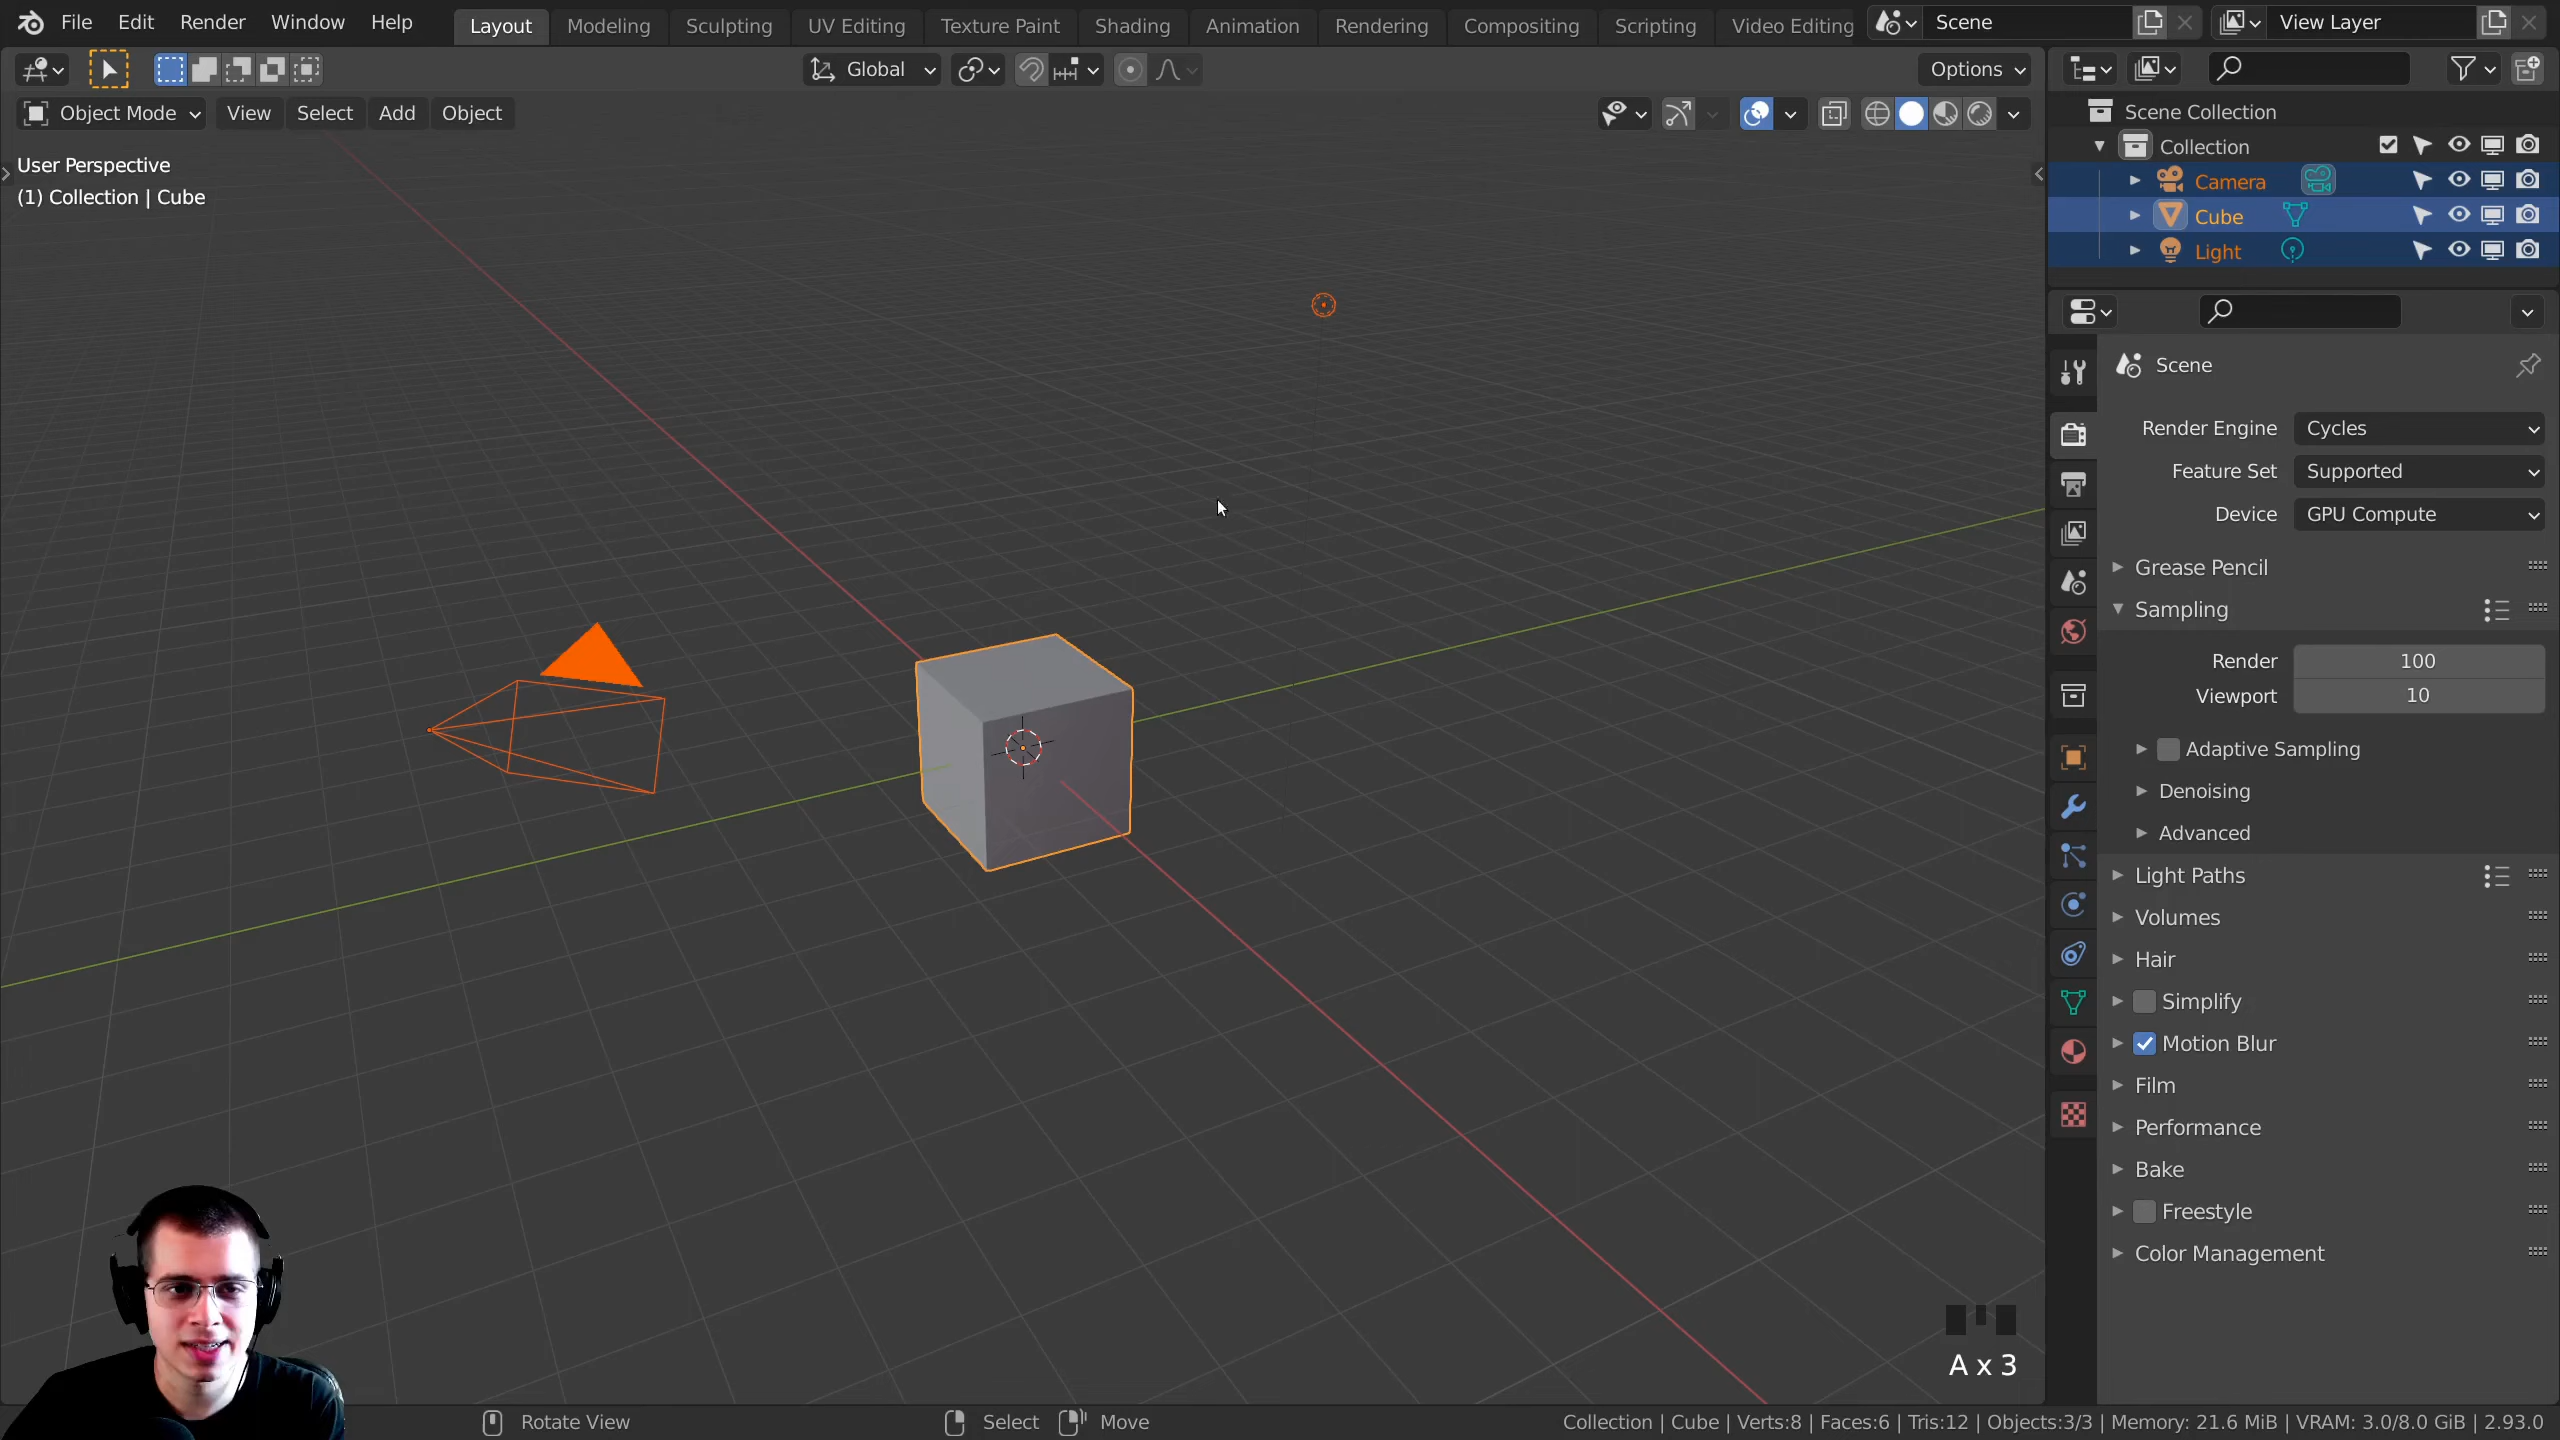 File Edit Render Window Help Layout Modeling Sculpting UV Editing Texture Paint Shading Animation Rendering Compositing Scripting Video Editing Scene View Layer
Global Options
Object Mode View Select Add Object
User Perspective
(1) Collection | Cube
Scene Collection
Collection
Camera
Cube
Light
Scene
Render Engine Cycles
Feature Set Supported
Device GPU Compute
Grease Pencil
Sampling
Render 100
Viewport 10
Adaptive Sampling
Denoising
Advanced
Light Paths
Volumes
Hair
Simplify
Motion Blur
Film
Performance
Bake
Freestyle
Color Management
A x 3
Rotate View Select Move Collection | Cube | Verts:8 | Faces:6 | Tris:12 | Objects:3/3 | Memory: 21.6 MiB | VRAM: 3.0/8.0 GiB | 2.93.0